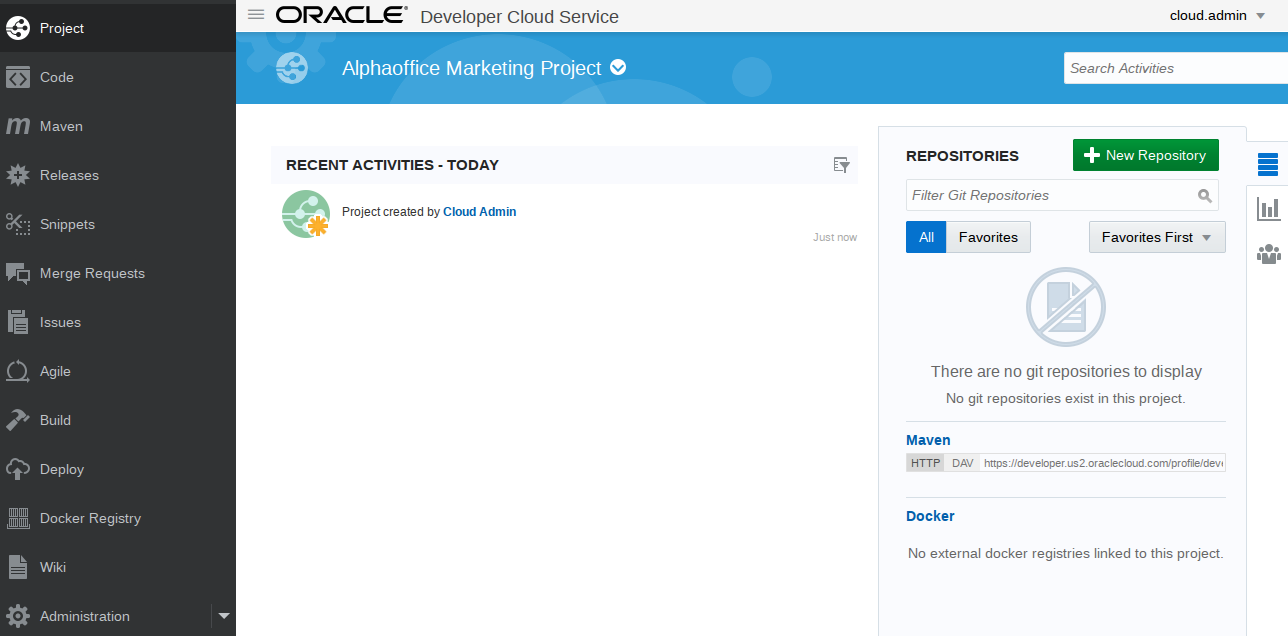 Project
Code
Maven
Releases
Snippets
Merge Requests
Issues
Agile
Build
Deploy
Docker Registry
Wiki
Administration
ORACLE® Developer Cloud Service
cloud.admin
Alphaoffice Marketing Project
Search Activities
RECENT ACTIVITIES - TODAY
Project created by Cloud Admin
Just now
REPOSITORIES
New Repository
Filter Git Repositories
All Favorites
Favorites First
There are no git repositories to display
No git repositories exist in this project.
Maven
HTTP DAV https://developer.us2.oraclecloud.com/profile/deve
Docker
No external docker registries linked to this project.